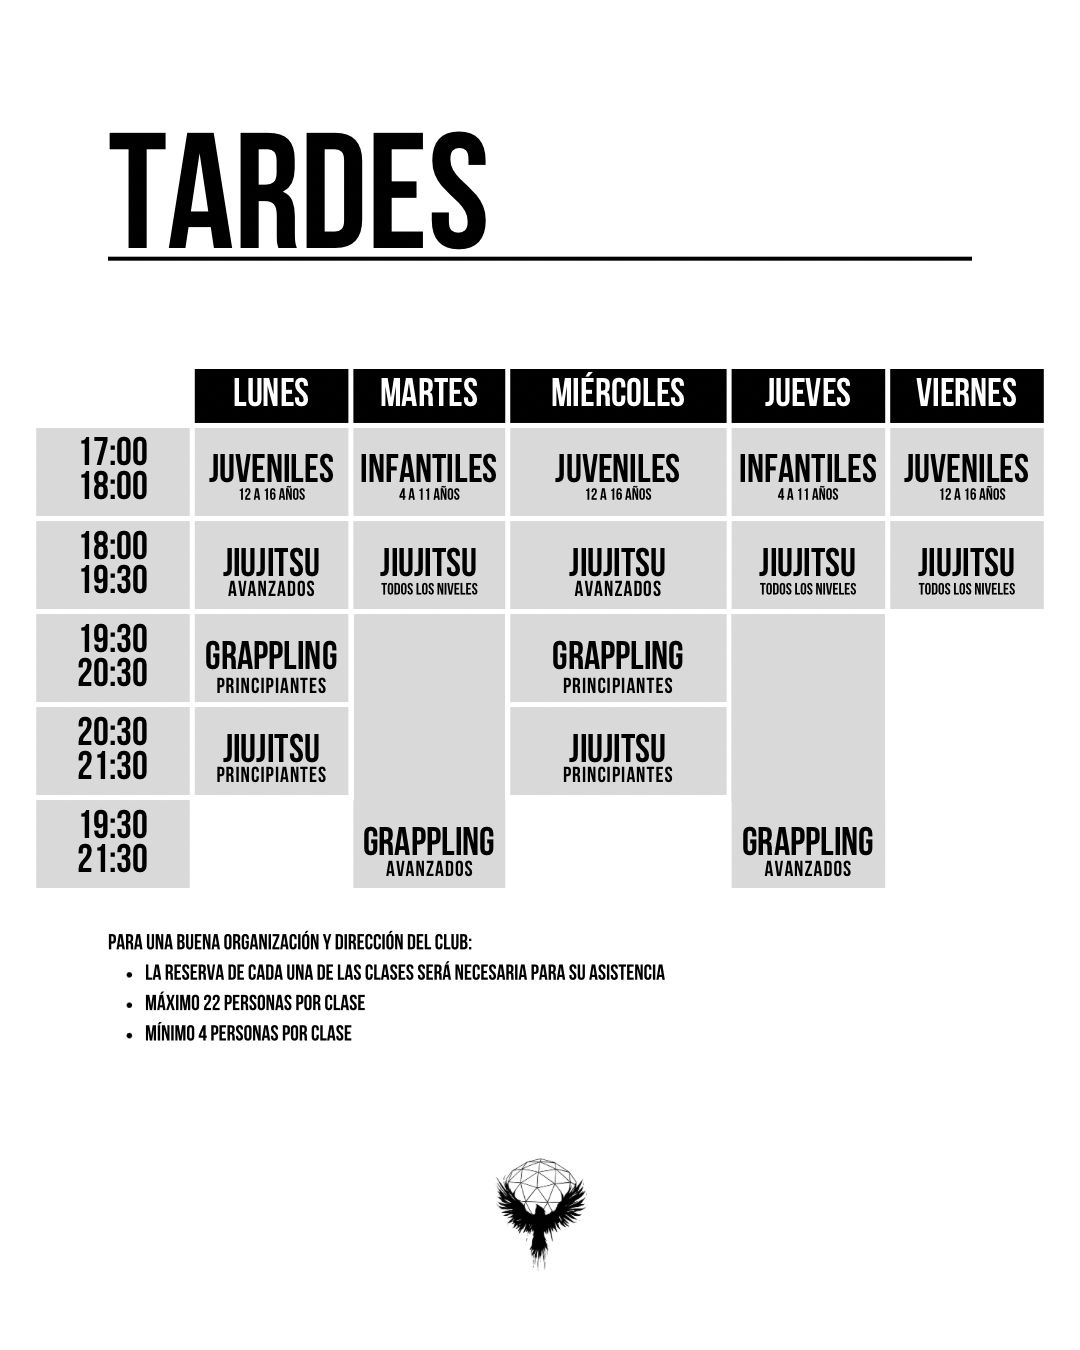 TARDES
LUNES MARTES MIÉRCOLES JUEVES VIERNES
17:00
18:00
JUVENILES
12 A 16 AÑOS
INFANTILES
4 A 11 AÑOS
JUVENILES
12 A 16 AÑOS
INFANTILES
4 A 11 AÑOS
JUVENILES
12 A 16 AÑOS
18:00
19:30
JIUJITSU
AVANZADOS
JIUJITSU
TODOS LOS NIVELES
JIUJITSU
AVANZADOS
JIUJITSU
TODOS LOS NIVELES
JIUJITSU
TODOS LOS NIVELES
19:30
20:30
GRAPPLING
PRINCIPIANTES
GRAPPLING
PRINCIPIANTES
20:30
21:30
JIUJITSU
PRINCIPIANTES
JIUJITSU
PRINCIPIANTES
19:30
21:30
GRAPPLING
AVANZADOS
GRAPPLING
AVANZADOS
PARA UNA BUENA ORGANIZACIÓN Y DIRECCIÓN DEL CLUB:
• LA RESERVA DE CADA UNA DE LAS CLASES SERÁ NECESARIA PARA SU ASISTENCIA
• MÁXIMO 22 PERSONAS POR CLASE
• MÍNIMO 4 PERSONAS POR CLASE